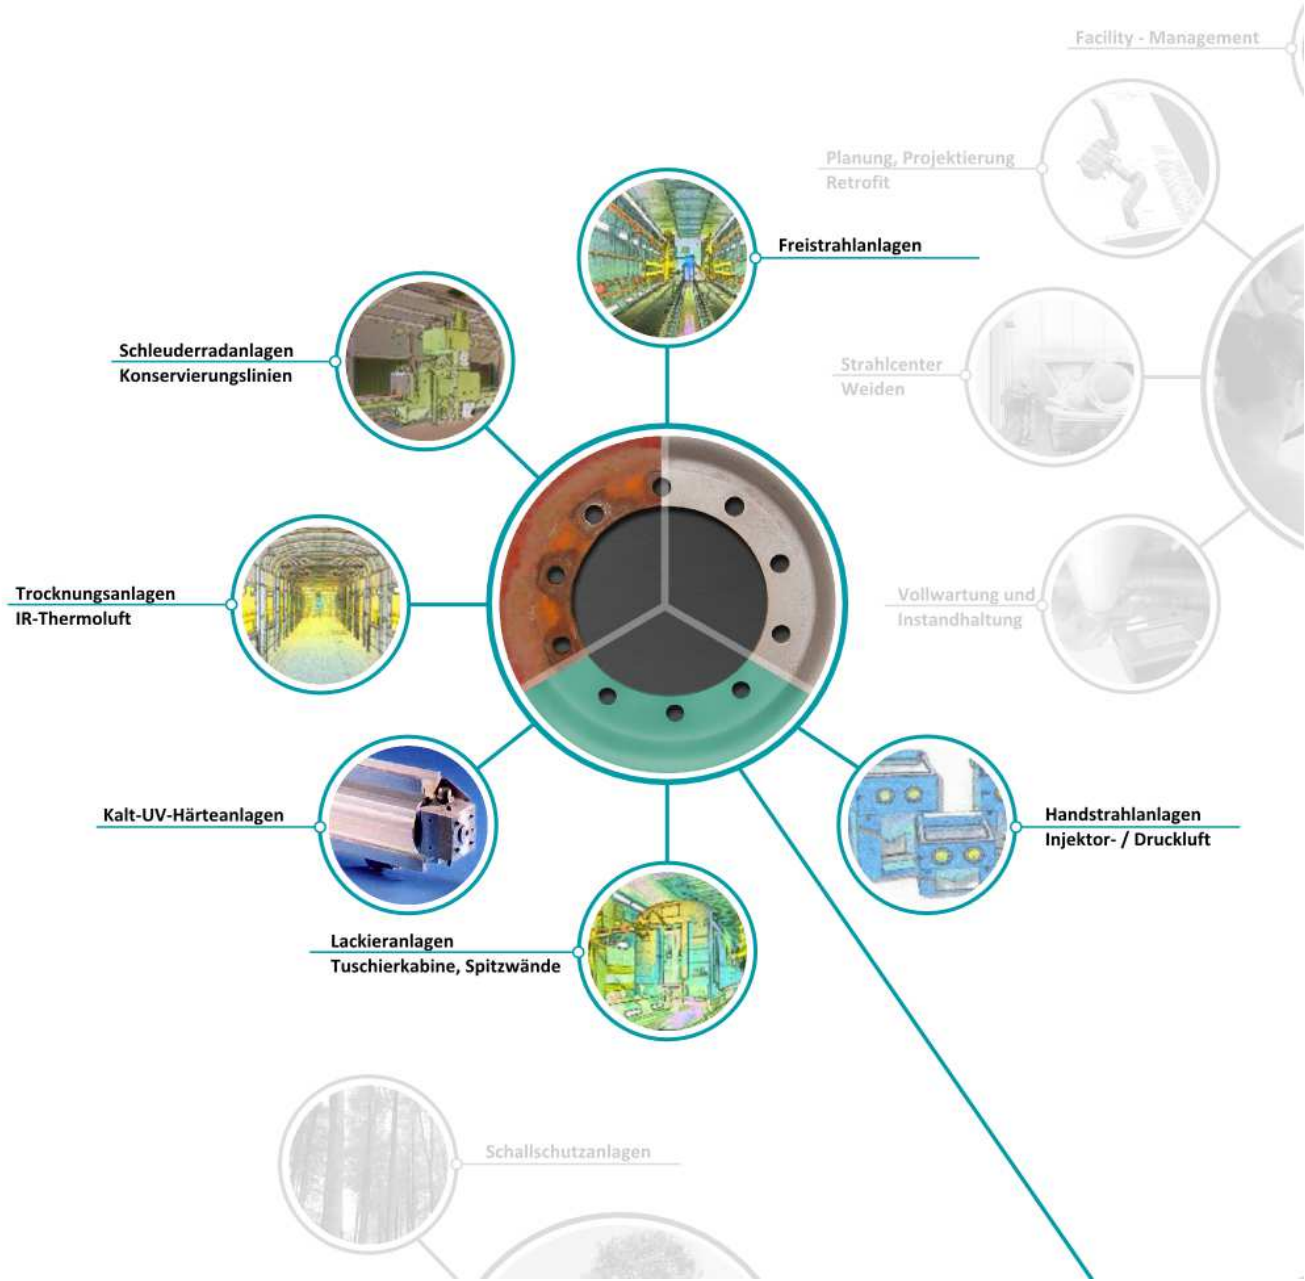 Facility - Management
Planung, Projektierung
Retrofit
Freistrahlanlagen
Schleuderradanlagen
Konservierungslinien
Strahlcenter
Weiden
Trocknungsanlagen
IR-Thermoluft
Vollwartung und
Instandhaltung
Kalt-UV-Härteanlagen
Handstrahlanlagen
Injektor- / Druckluft
Lackieranlagen
Tuschierkabine, Spitzwände
Schallschutzanlagen